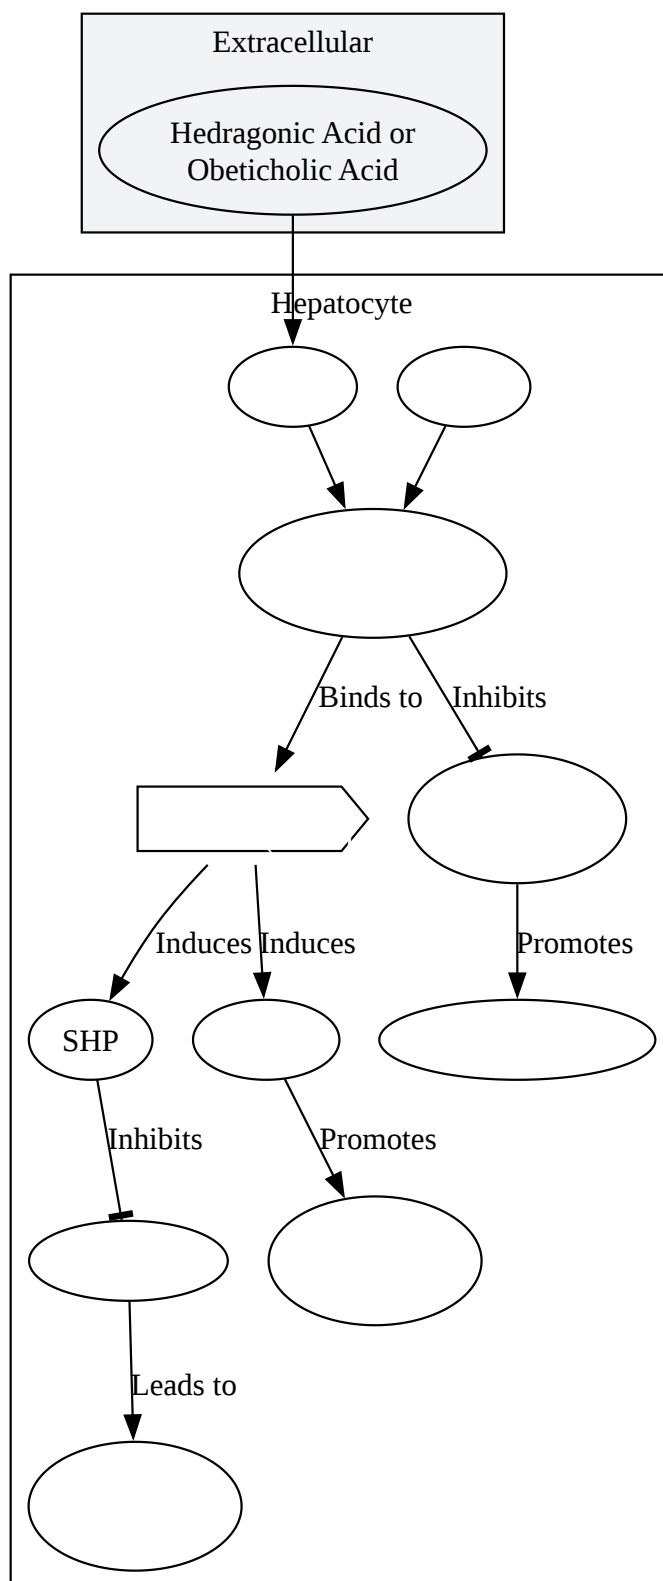 Extracellular
Hedragonic Acid or
Obeticholic Acid
Hepatocyte
Binds to
Inhibits
Induces
Induces
Promotes
SHP
Inhibits
Promotes
Leads to